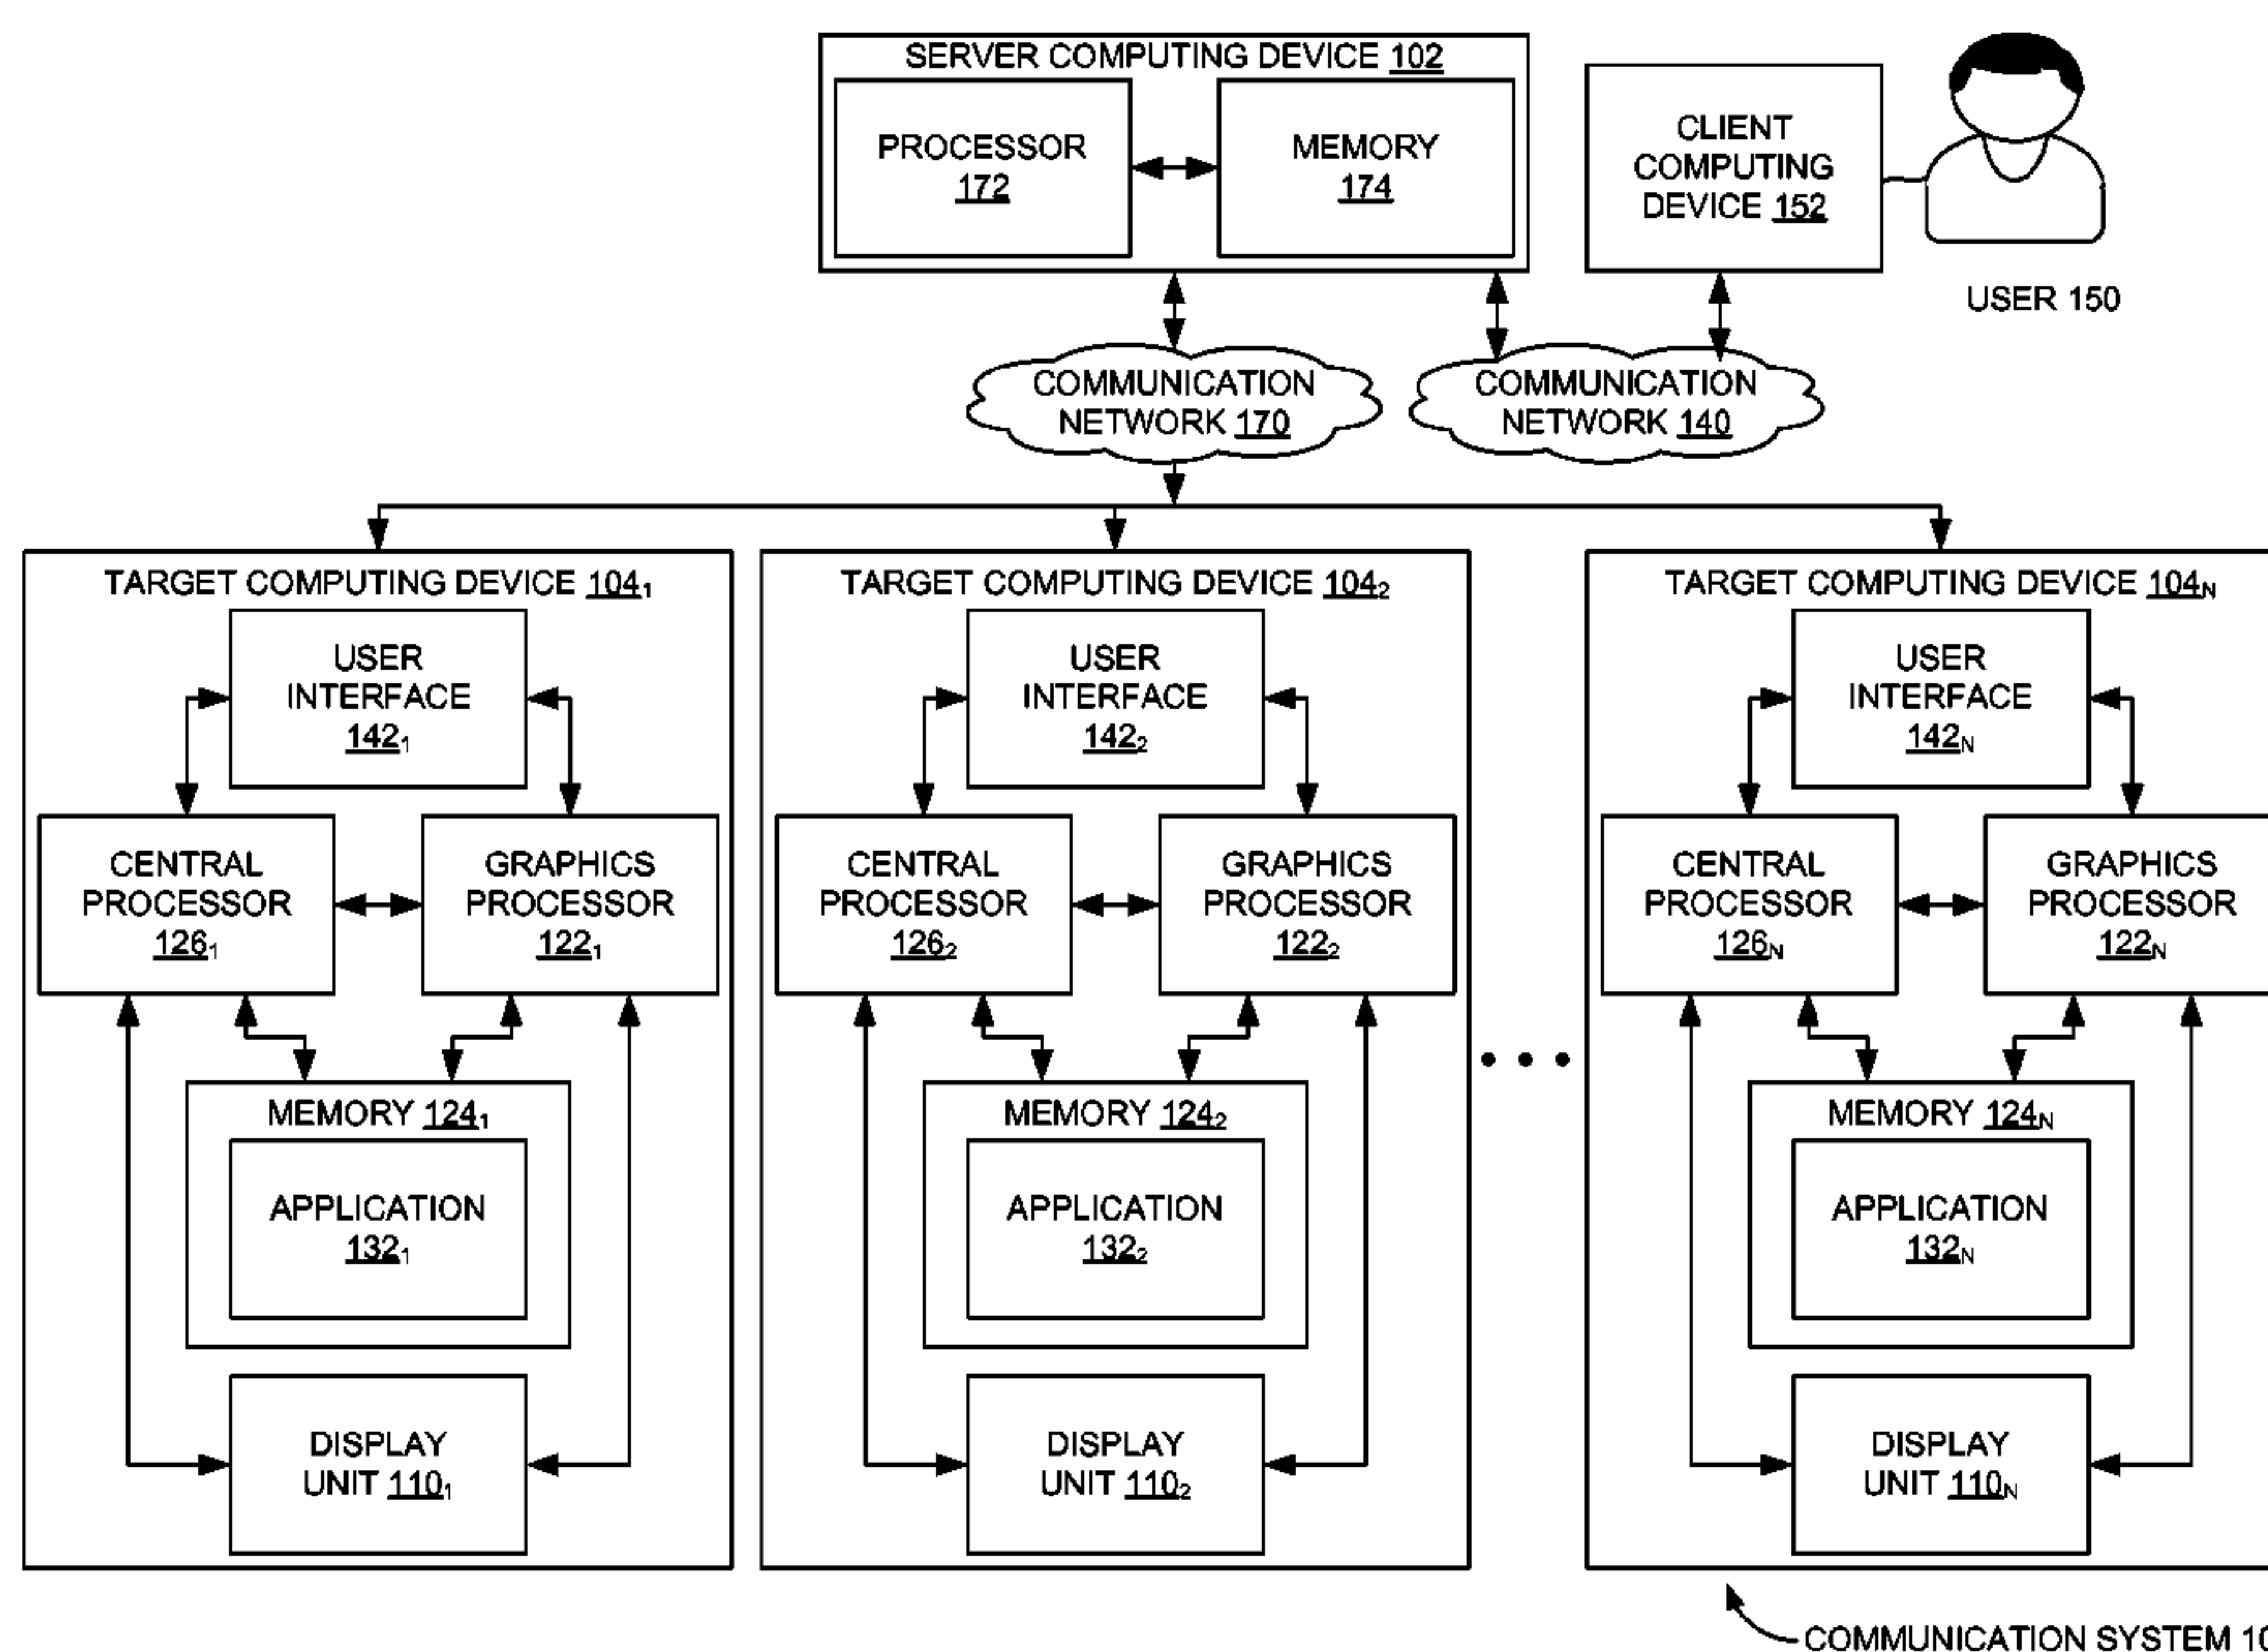 SERVER COMPUTING DEVICE 102
PROCESSOR
172
MEMORY
174
CLIENT
COMPUTING
DEVICE 152
USER 150
COMMUNICATION
NETWORK 170
COMMUNICATION
NETWORK 140
TARGET COMPUTING DEVICE 104₁
USER
INTERFACE
142₁
CENTRAL
PROCESSOR
126₁
GRAPHICS
PROCESSOR
122₁
MEMORY 124₁
APPLICATION
132₁
DISPLAY
UNIT 110₁
TARGET COMPUTING DEVICE 104₂
USER
INTERFACE
142₂
CENTRAL
PROCESSOR
126₂
GRAPHICS
PROCESSOR
122₂
MEMORY 124₂
APPLICATION
132₂
DISPLAY
UNIT 110₂
• • •
TARGET COMPUTING DEVICE 104N
USER
INTERFACE
142N
CENTRAL
PROCESSOR
126N
GRAPHICS
PROCESSOR
122N
MEMORY 124N
APPLICATION
132N
DISPLAY
UNIT 110N
COMMUNICATION SYSTEM